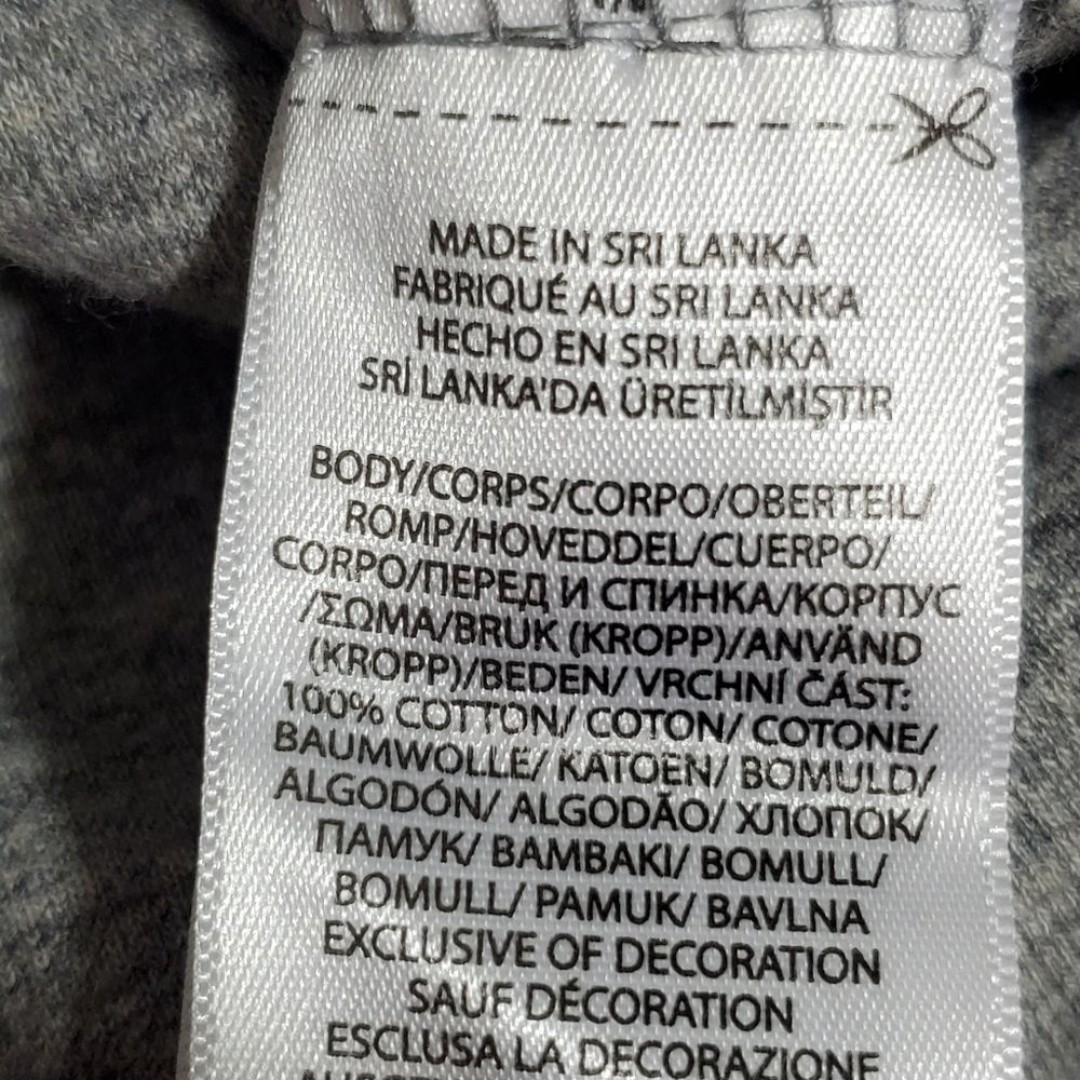 MADE IN SRI LANKA
FABRIQUÉ AU SRI LANKA
HECHO EN SRI LANKA
SRİ LANKA'DA ÜRETİLMİŞTİR
BODY/CORPS/CORPO/OBERTEIL/
ROMP/HOVEDDEL/CUERPO/
CORPO/ПЕРЕД И СПИНКА/КОРПУС
/ΣΩΜΑ/BRUK (KROPP)/ANVÄND
(KROPP)/BEDEN/ VRCHNÍ ČÁST:
100% COTTON/ COTON/ COTONE/
BAUMWOLLE/ KATOEN/ BOMULD/
ALGODÓN/ ALGODÃO/ ХЛОПОК/
ПАМУК/ BAMBAKI/ BOMULL/
BOMULL/ PAMUK/ BAVLNA
EXCLUSIVE OF DECORATION
SAUF DÉCORATION
ESCLUSA LA DECORAZIONE